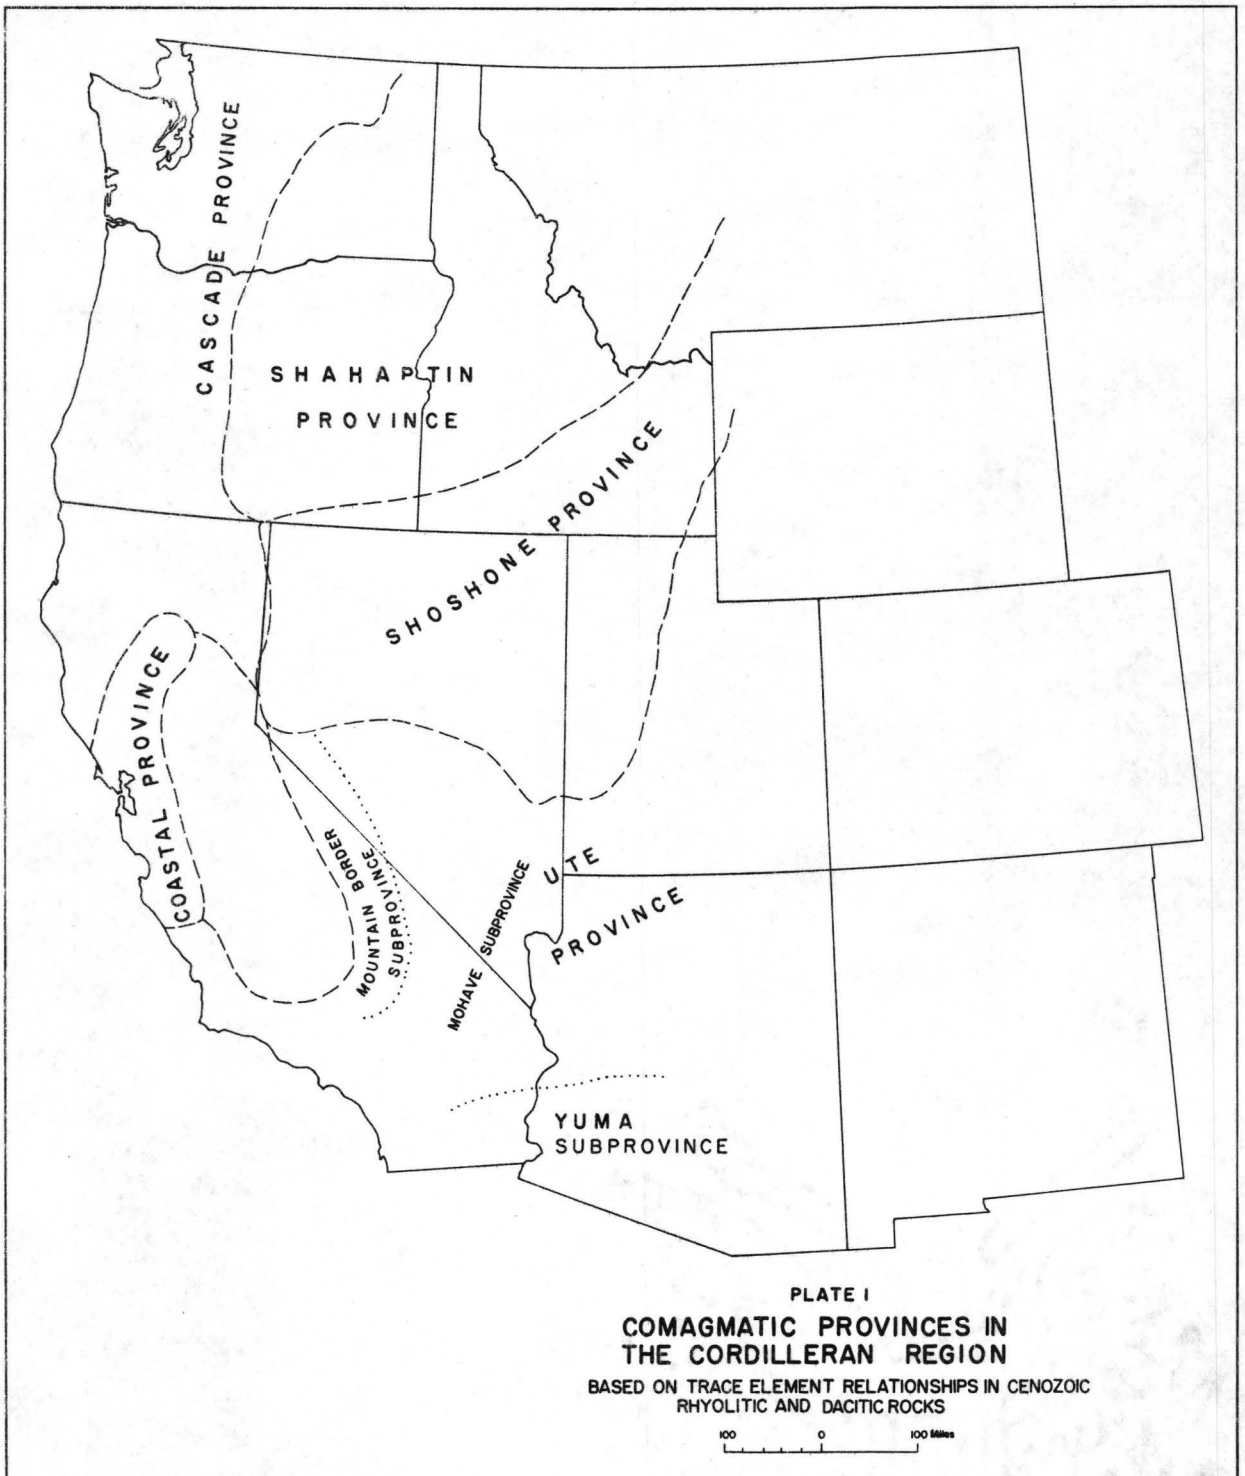 CASCADE PROVINCE
SHAHAPTIN
PROVINCE
SHOSHONE PROVINCE
COASTAL PROVINCE
MOUNTAIN BORDER
SUBPROVINCE
MOHAVE SUBPROVINCE
UTE
PROVINCE
YUMA
SUBPROVINCE
PLATE I
COMAGMATIC PROVINCES IN
THE CORDILLERAN REGION
BASED ON TRACE ELEMENT RELATIONSHIPS IN CENOZOIC
RHYOLITIC AND DACITIC ROCKS
100 0 100 Miles